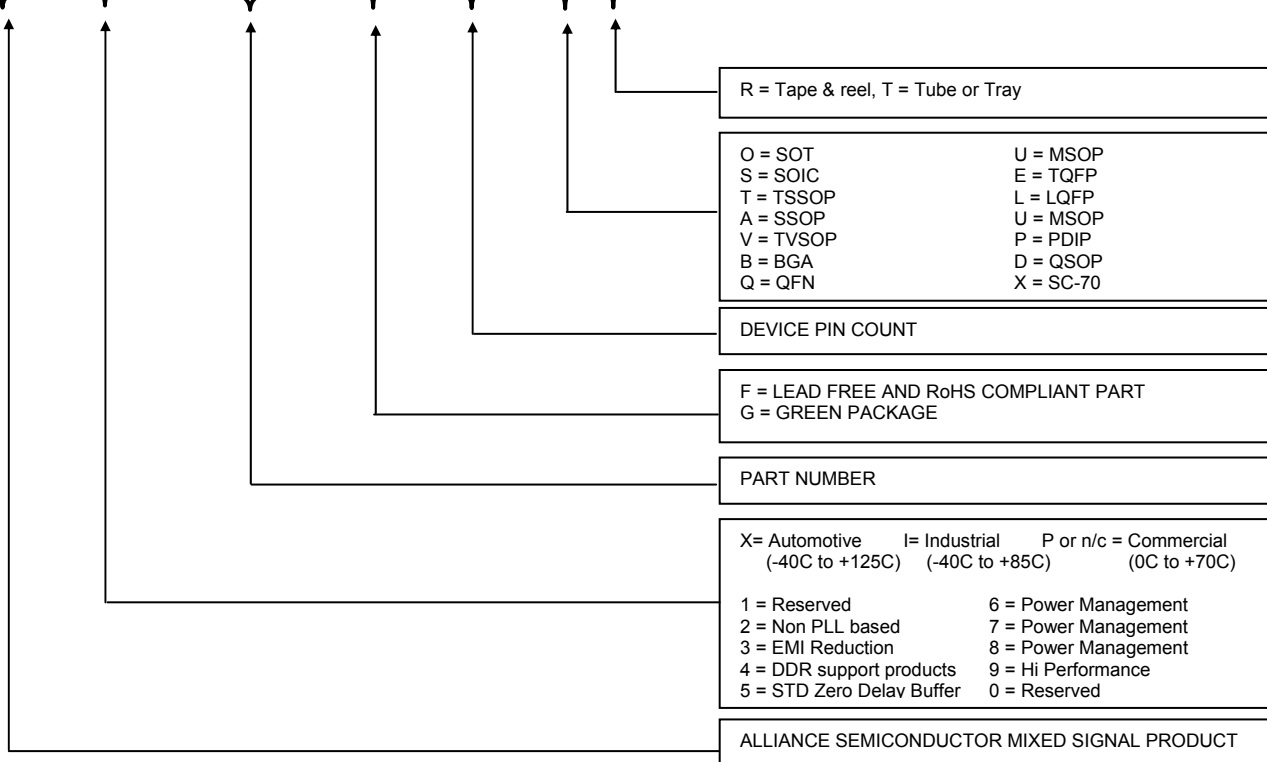 R = Tape & reel, T = Tube or Tray
O = SOT U = MSOP
S = SOIC E = TQFP
T = TSSOP L = LQFP
A = SSOP U = MSOP
V = TVSOP P = PDIP
B = BGA D = QSOP
Q = QFN X = SC-70
DEVICE PIN COUNT
F = LEAD FREE AND RoHS COMPLIANT PART
G = GREEN PACKAGE
PART NUMBER
X= Automotive I= Industrial P or n/c = Commercial
(-40C to +125C) (-40C to +85C) (0C to +70C)
1 = Reserved 6 = Power Management
2 = Non PLL based 7 = Power Management
3 = EMI Reduction 8 = Power Management
4 = DDR support products 9 = Hi Performance
5 = STD Zero Delay Buffer 0 = Reserved
ALLIANCE SEMICONDUCTOR MIXED SIGNAL PRODUCT